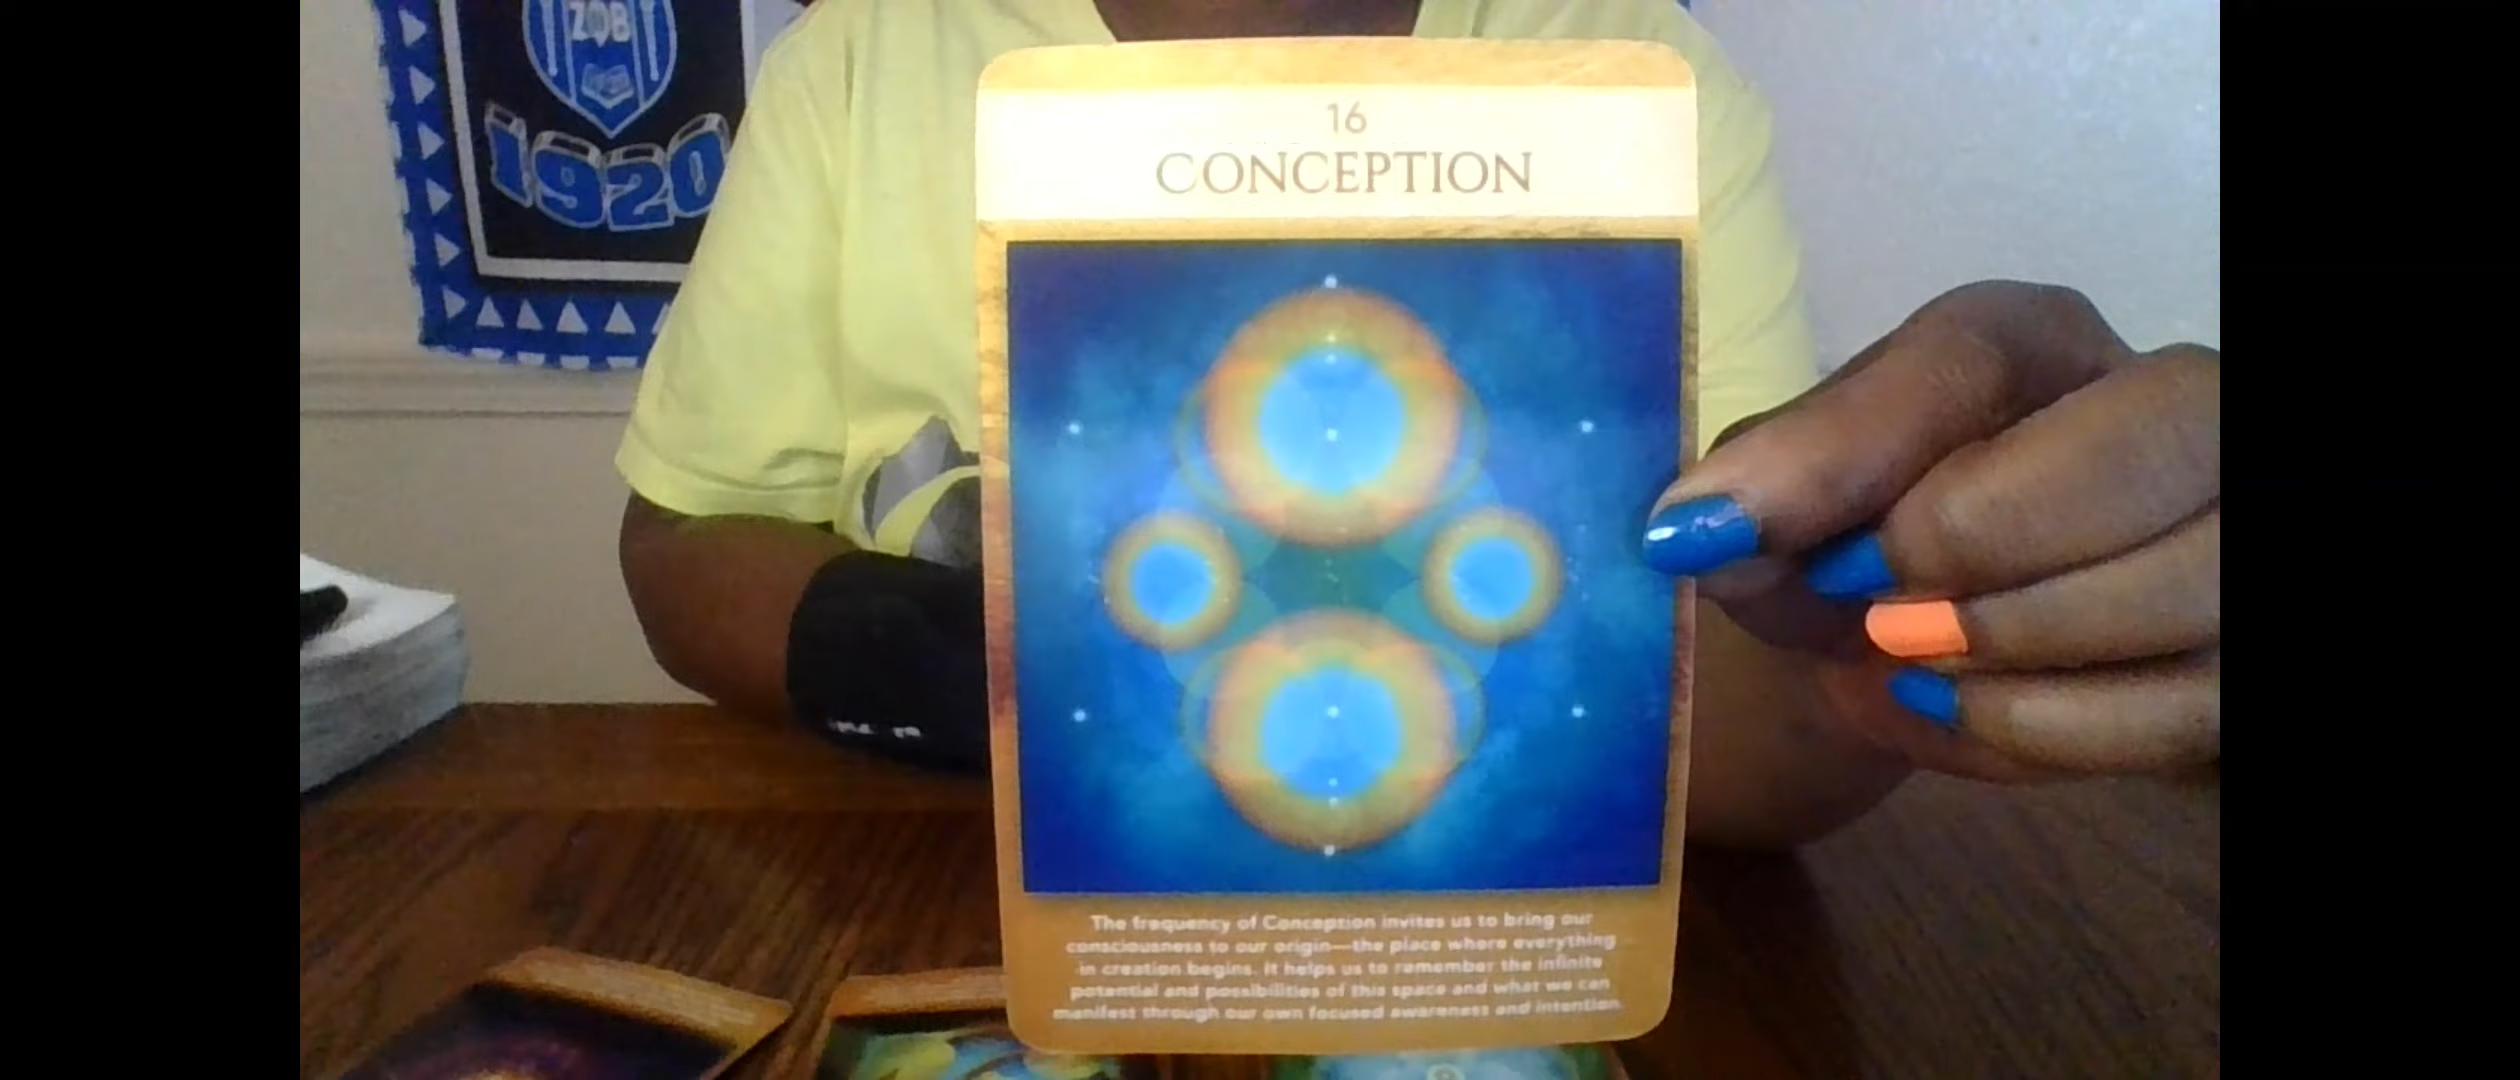 ZΦB
1920
16
CONCEPTION
The frequency of Conception invites us to bring our
consciousness to our origin—the place where everything
in creation begins. It helps us to remember the infinite
potential and possibilities of this space and what we can
manifest through our own focused awareness and intention.